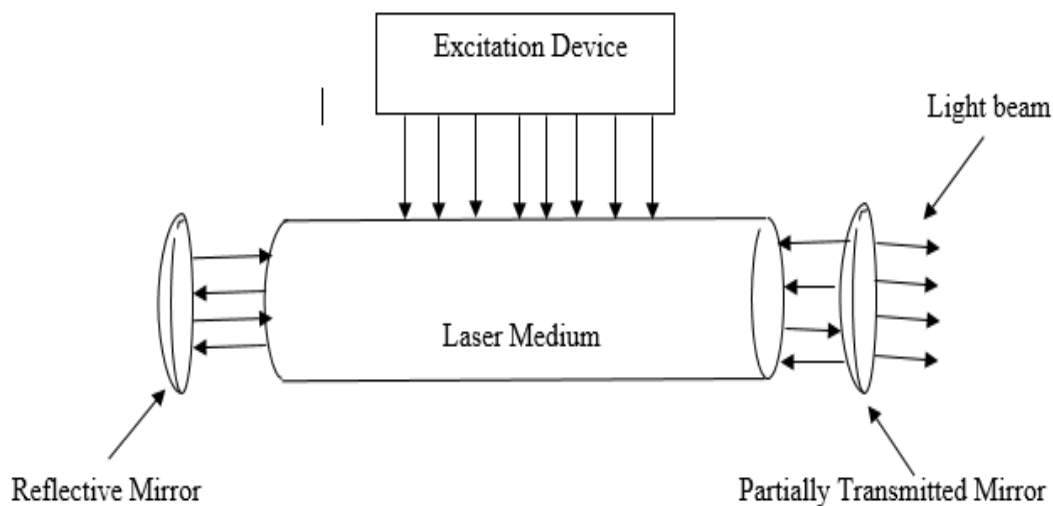 Excitation Device
Light beam
Laser Medium
Reflective Mirror
Partially Transmitted Mirror